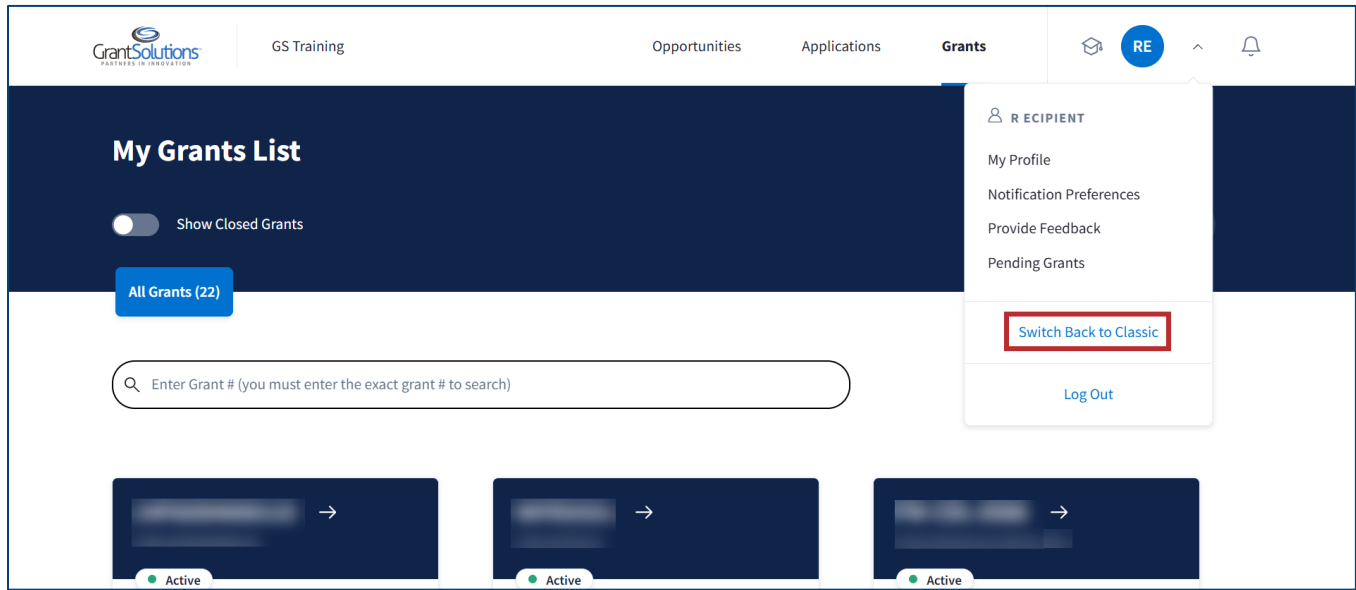 GrantSolutions
PARTNERS IN INNOVATION
GS Training
Opportunities
Applications
Grants
RE
R ECIPIENT
My Profile
Notification Preferences
Provide Feedback
Pending Grants
Switch Back to Classic
Log Out
My Grants List
Show Closed Grants
All Grants (22)
Enter Grant # (you must enter the exact grant # to search)
Active
Active
Active